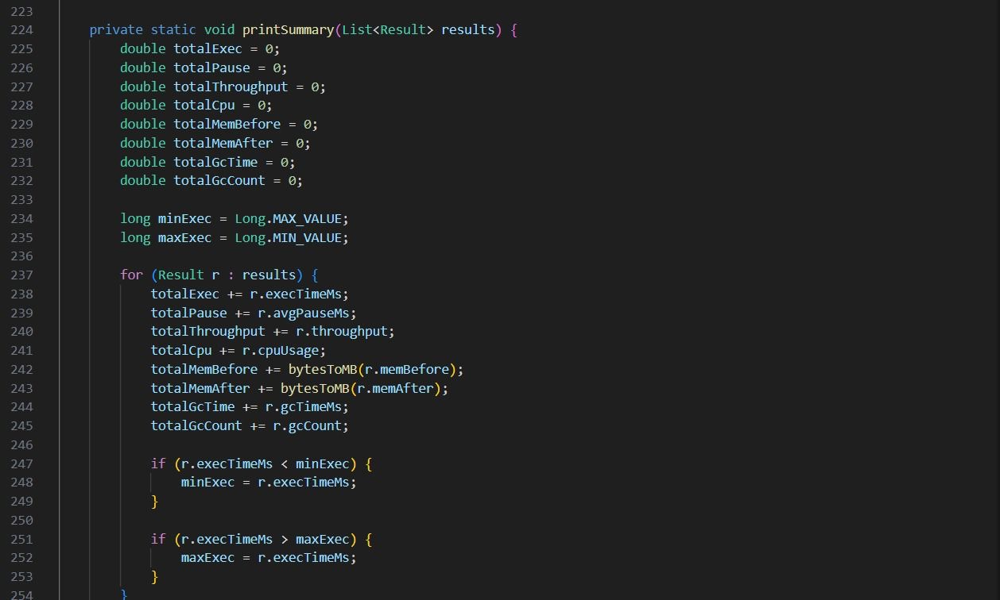 223
224 private static void printSummary(List<Result> results) {
225 double totalExec = 0;
226 double totalPause = 0;
227 double totalThroughput = 0;
228 double totalCpu = 0;
229 double totalMemBefore = 0;
230 double totalMemAfter = 0;
231 double totalGcTime = 0;
232 double totalGcCount = 0;
233
234 long minExec = Long.MAX_VALUE;
235 long maxExec = Long.MIN_VALUE;
236
237 for (Result r : results) {
238 totalExec += r.execTimeMs;
239 totalPause += r.avgPauseMs;
240 totalThroughput += r.throughput;
241 totalCpu += r.cpuUsage;
242 totalMemBefore += bytesToMB(r.memBefore);
243 totalMemAfter += bytesToMB(r.memAfter);
244 totalGcTime += r.gcTimeMs;
245 totalGcCount += r.gcCount;
246
247 if (r.execTimeMs < minExec) {
248 minExec = r.execTimeMs;
249 }
250
251 if (r.execTimeMs > maxExec) {
252 maxExec = r.execTimeMs;
253 }
254 }